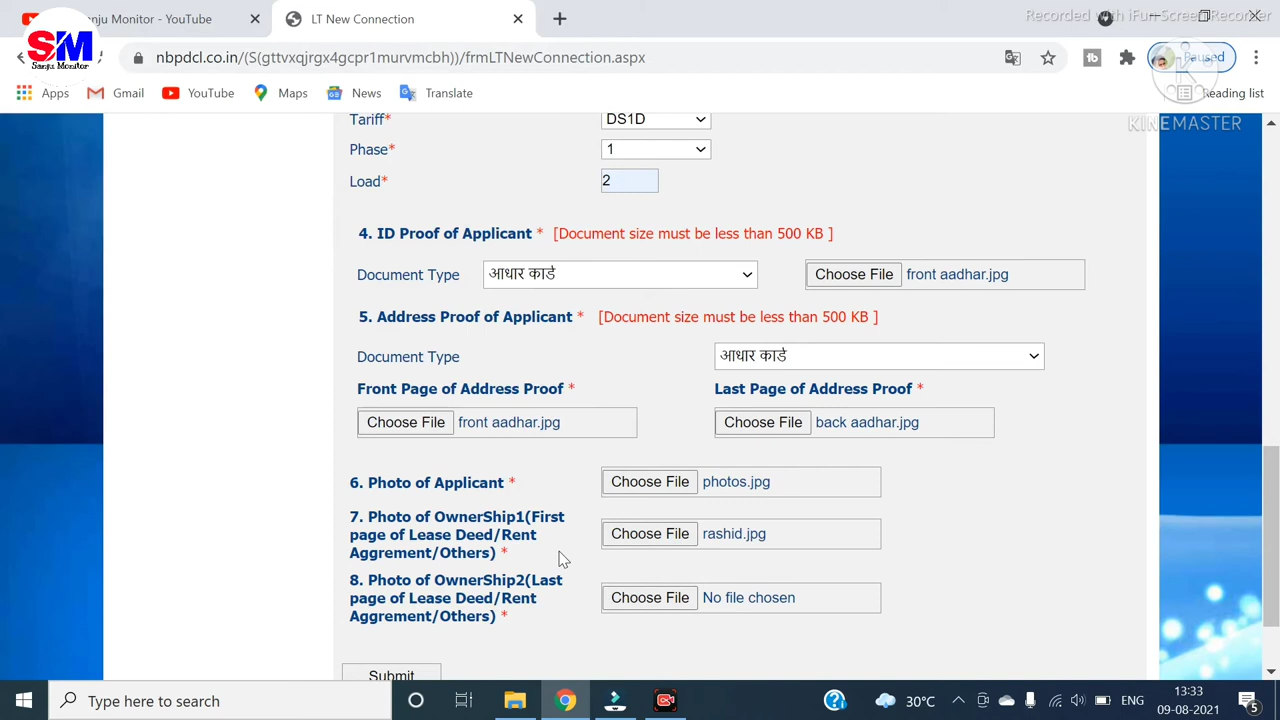 Sanju Monitor - YouTube
LT New Connection
Recorded with iFun Screen Recorder
SM
Sanju Monitor
nbpdcl.co.in/(S(gttvxqjrgx4gcpr1murvmcbh))/frmLTNewConnection.aspx
Paused
Apps
Gmail
YouTube
Maps
News
Translate
Reading list
KINEMASTER
Tariff*
DS1D
Phase*
1
Load*
2
4. ID Proof of Applicant * [Document size must be less than 500 KB ]
Document Type
आधार कार्ड
Choose File front aadhar.jpg
5. Address Proof of Applicant * [Document size must be less than 500 KB ]
Document Type
आधार कार्ड
Front Page of Address Proof *
Last Page of Address Proof *
Choose File front aadhar.jpg
Choose File back aadhar.jpg
6. Photo of Applicant *
Choose File photos.jpg
7. Photo of OwnerShip1(First
page of Lease Deed/Rent
Aggrement/Others) *
Choose File rashid.jpg
8. Photo of OwnerShip2(Last
page of Lease Deed/Rent
Aggrement/Others) *
Choose File No file chosen
Submit
Type here to search
30°C
ENG
13:33
09-08-2021
5